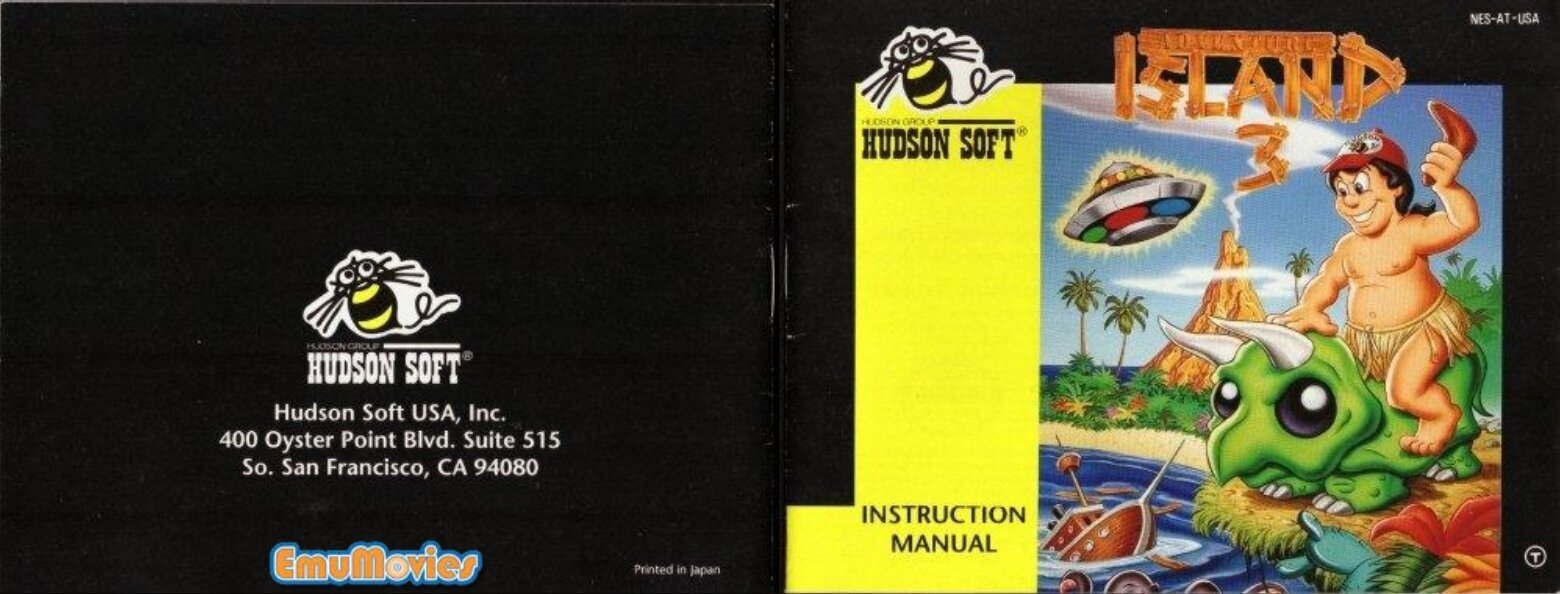 HUDSON GROUP
HUDSON SOFT®
Hudson Soft USA, Inc.
400 Oyster Point Blvd. Suite 515
So. San Francisco, CA 94080
EmuMovies
Printed in Japan
NES-AT-USA
ADVENTURE
ISLAND
3
HUDSON GROUP
HUDSON SOFT®
INSTRUCTION
MANUAL
T